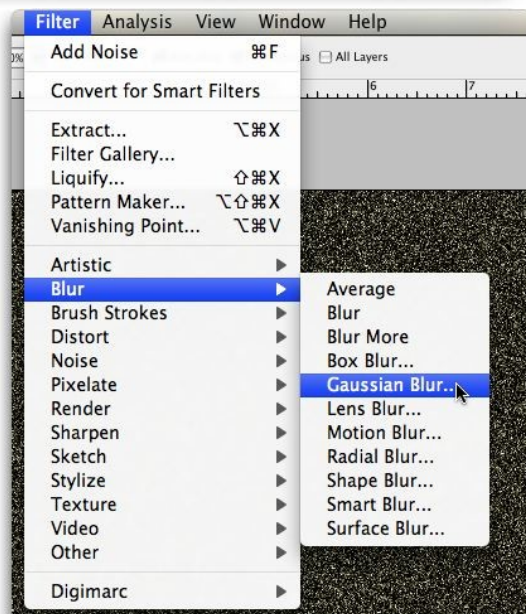 Filter Analysis View Window Help
Add Noise ⌘F
All Layers
Convert for Smart Filters
6 7
Extract... ⌥⌘X
Filter Gallery...
Liquify... ⇧⌘X
Pattern Maker... ⌥⇧⌘X
Vanishing Point... ⌥⌘V
Artistic
Blur
Brush Strokes
Distort
Noise
Pixelate
Render
Sharpen
Sketch
Stylize
Texture
Video
Other
Digimarc
Average
Blur
Blur More
Box Blur...
Gaussian Blur...
Lens Blur...
Motion Blur...
Radial Blur...
Shape Blur...
Smart Blur...
Surface Blur...